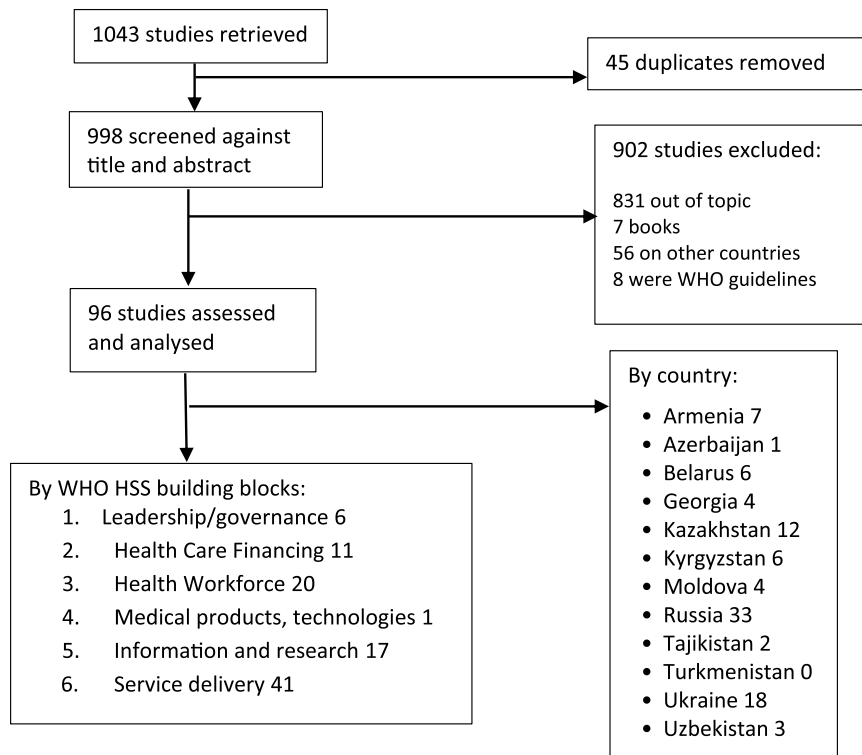 1043 studies retrieved
45 duplicates removed
998 screened against
title and abstract
902 studies excluded:
831 out of topic
7 books
56 on other countries
8 were WHO guidelines
96 studies assessed
and analysed
By country:
• Armenia 7
• Azerbaijan 1
• Belarus 6
• Georgia 4
• Kazakhstan 12
• Kyrgyzstan 6
• Moldova 4
• Russia 33
• Tajikistan 2
• Turkmenistan 0
• Ukraine 18
• Uzbekistan 3
By WHO HSS building blocks:
1. Leadership/governance 6
2. Health Care Financing 11
3. Health Workforce 20
4. Medical products, technologies 1
5. Information and research 17
6. Service delivery 41